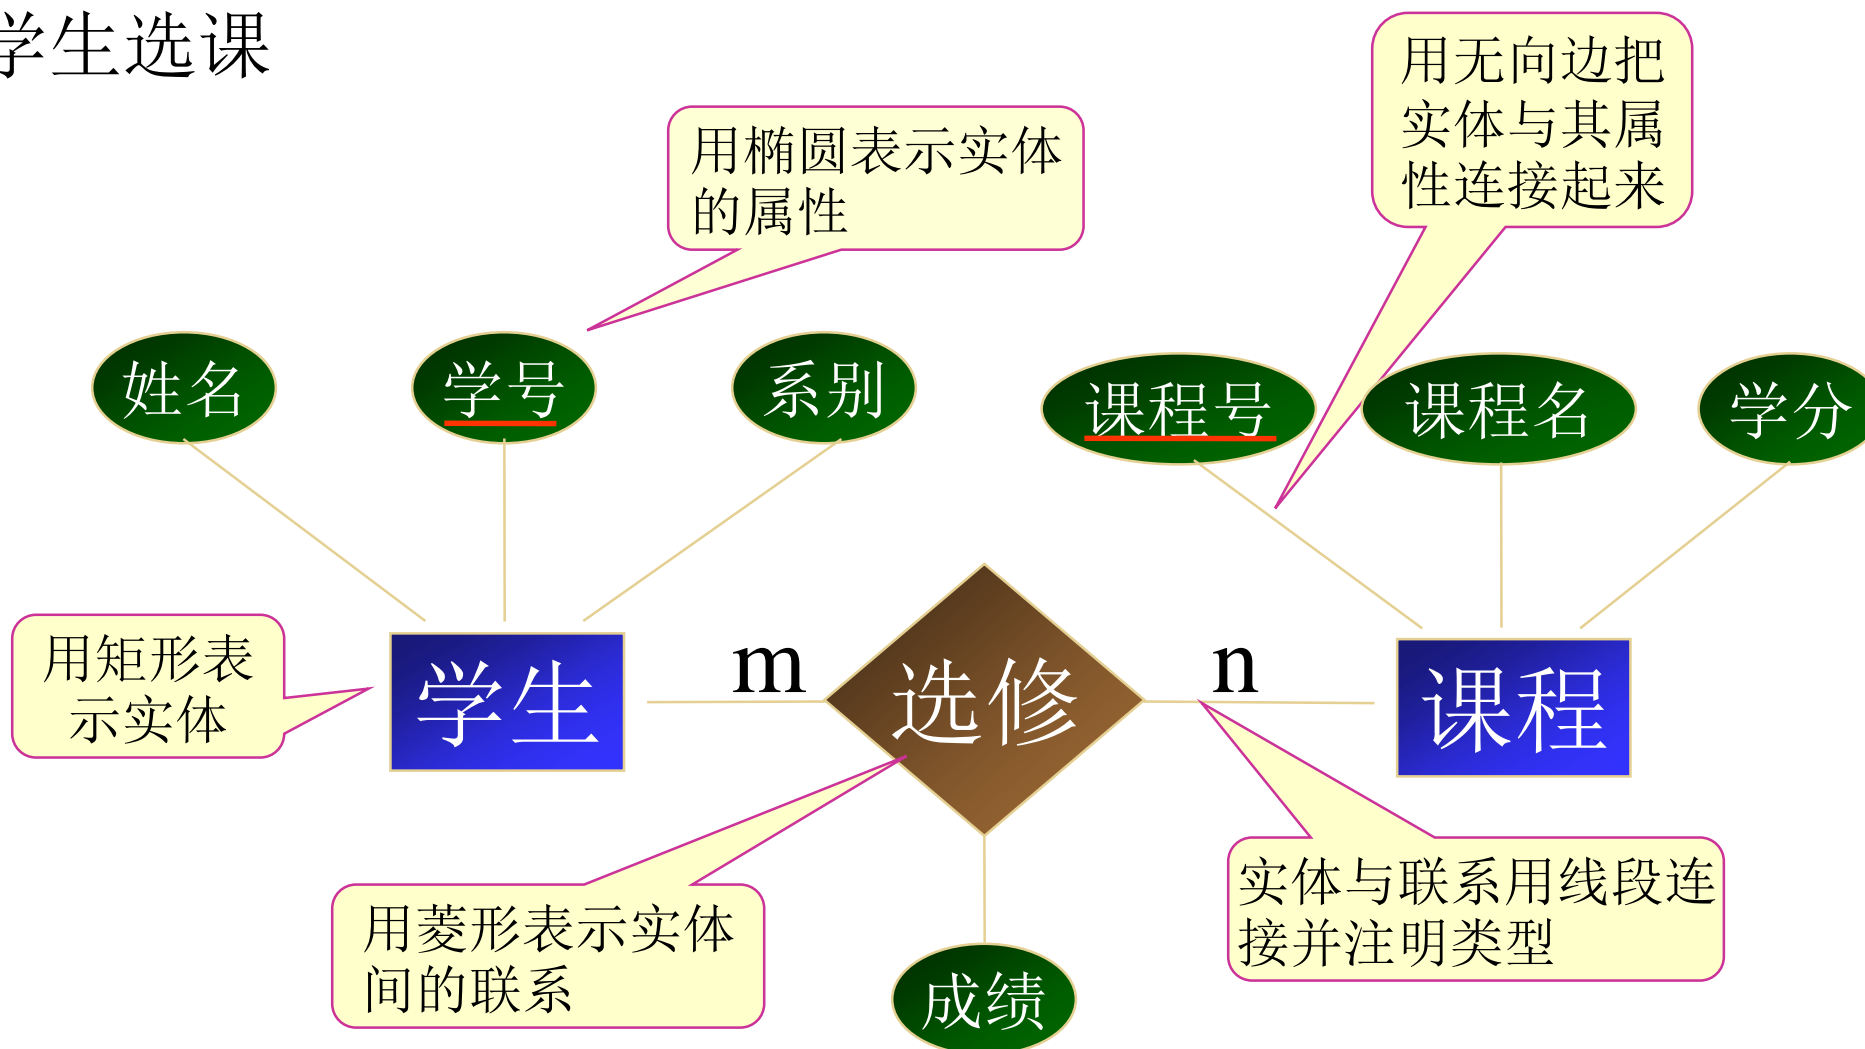 学生选课
用无向边把
实体与其属
性连接起来
用椭圆表示实体
的属性
姓名
学号
系别
课程号
课程名
学分
用矩形表
示实体
学生
m
选修
n
课程
用菱形表示实体
间的联系
实体与联系用线段连
接并注明类型
成绩